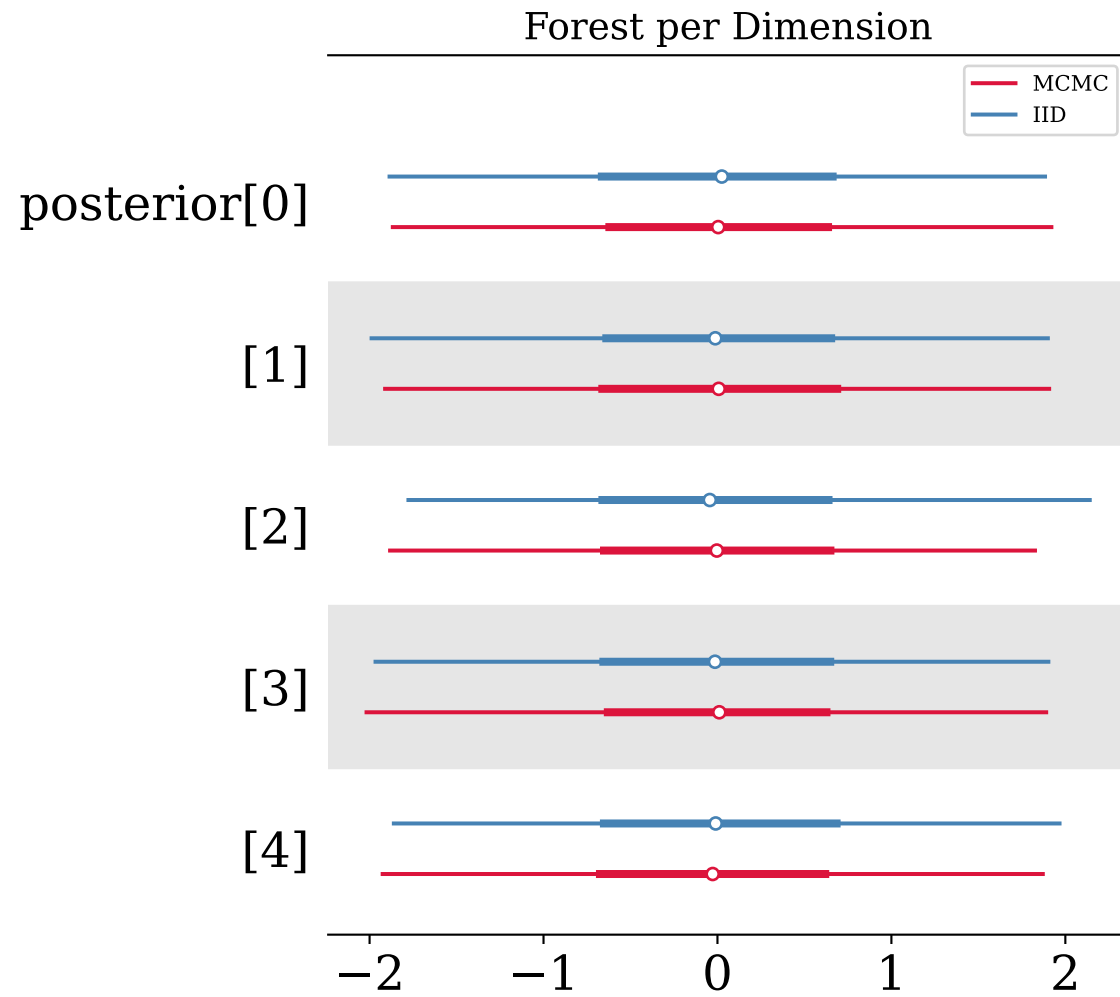 Forest per Dimension
MCMC
IID
posterior[0]
[1]
[2]
[3]
[4]
−2 −1 0 1 2